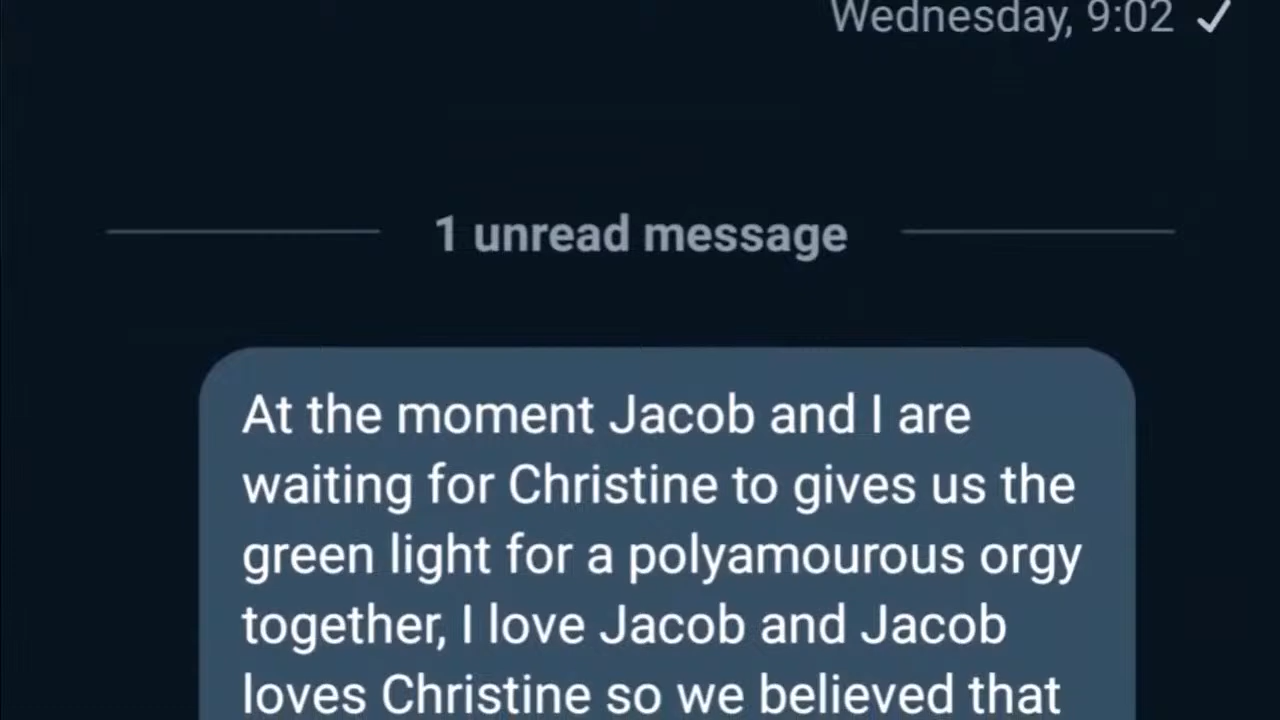 Wednesday, 9:02 ✓
1 unread message
At the moment Jacob and I are
waiting for Christine to gives us the
green light for a polyamourous orgy
together, I love Jacob and Jacob
loves Christine so we believed that